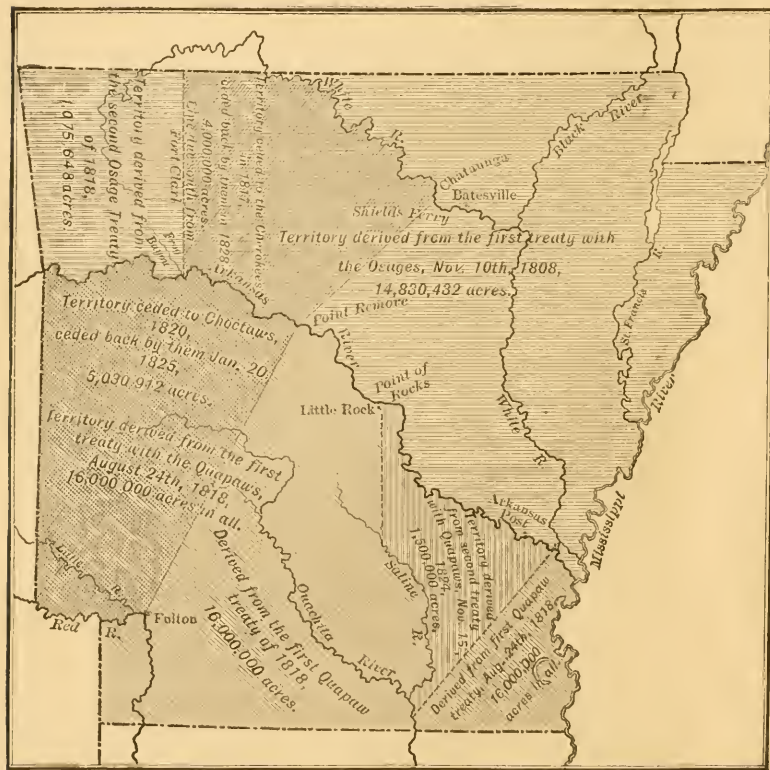 Territory derived from
the second Osage Treaty
of 1818,
1,075,648 acres.
Territory ceded to the Cherokees
in 1817,
ceded back by them in 1828
4,000,000 acres.
Line due south from
Fort Clark
White
R.
Black
River
Chataunga
Batesville
Shields Ferry
Territory derived from the first treaty with
the Osages, Nov. 10th, 1808,
14,830,432 acres.
Arkansas
Point Remore
River
St. Francis
R.
Territory ceded to Choctaws,
1820,
ceded back by them Jan. 20.
1825,
5,030,912 acres.
Point of
Rocks
Little Rock
White
R.
River
Mississippi
Territory derived from the first
treaty with the Quapaws,
August 24th, 1818,
16,000,000 acres in all.
Arkansas
Post
Territory derived
from second treaty
with Quapaws, Nov. 15,
1824,
1,500,000 acres,
Little
R.
Red
R.
Fulton
Derived from the first Quapaw
treaty of 1818,
16,000,000 acres.
Ouachita
River
Saline
R.
Derived from first Quapaw
treaty, Aug. 24th, 1818,
16,000,000
acres in all.